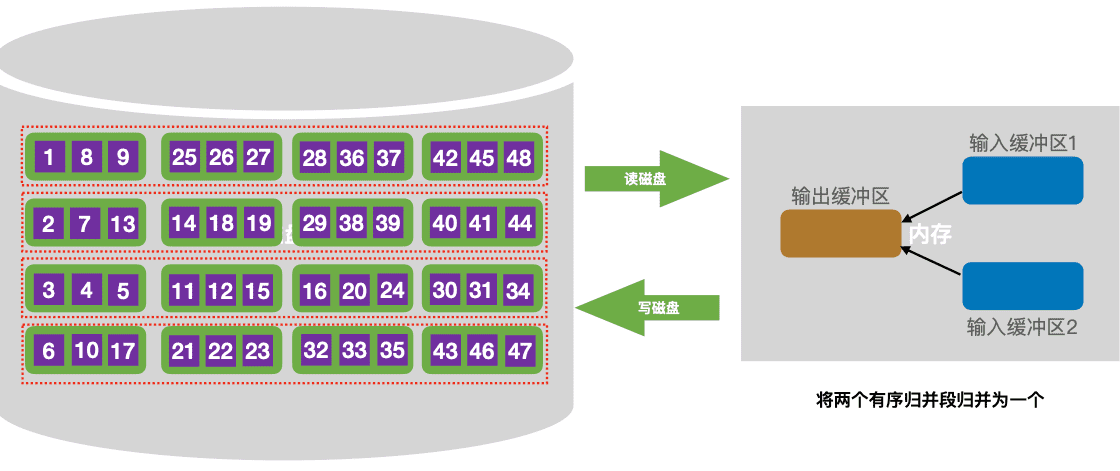 1 8 9 25 26 27 28 36 37 42 45 48
2 7 13 14 18 19 29 38 39 40 41 44
3 4 5 11 12 15 16 20 24 30 31 34
6 10 17 21 22 23 32 33 35 43 46 47
读磁盘
写磁盘
输入缓冲区1
输出缓冲区
内存
输入缓冲区2
将两个有序归并段归并为一个